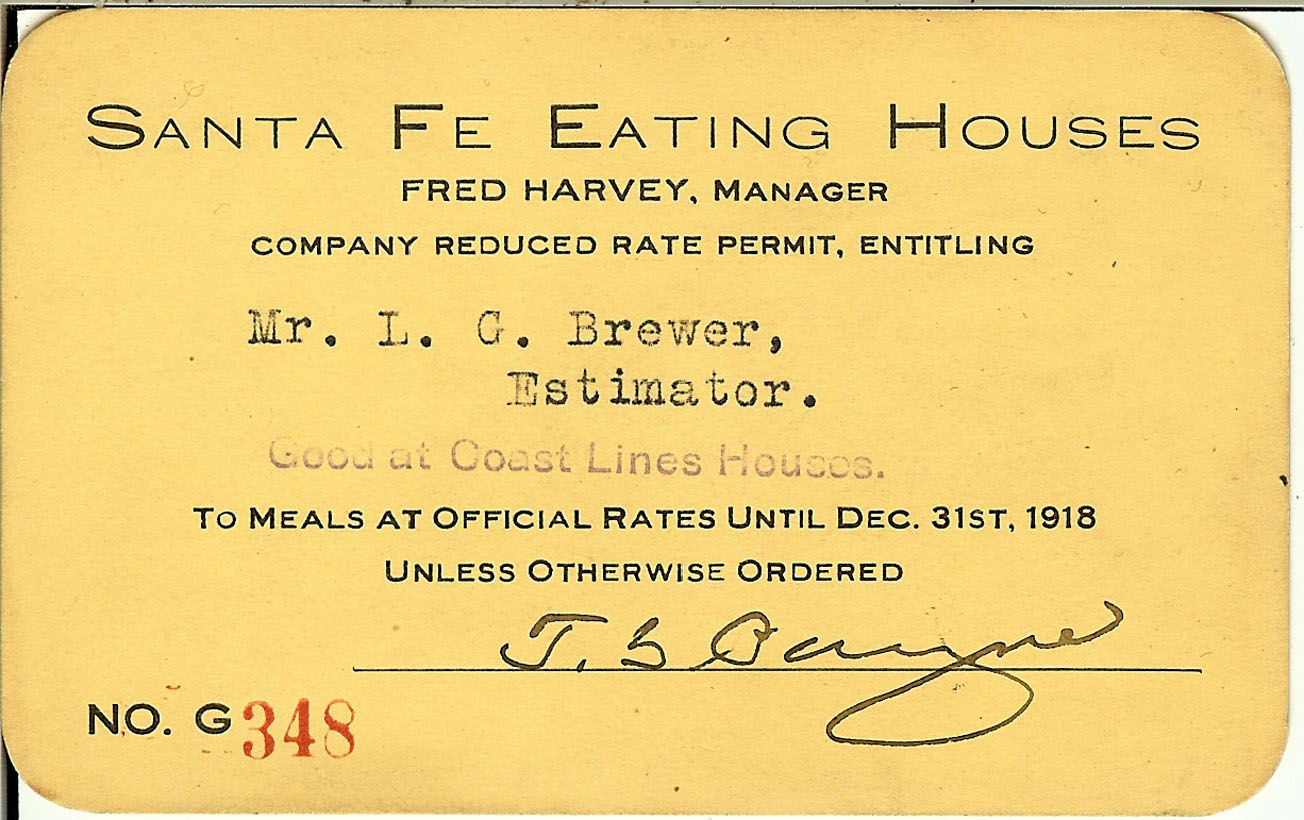 SANTA FE EATING HOUSES
FRED HARVEY, MANAGER
COMPANY REDUCED RATE PERMIT, ENTITLING
Mr. L. G. Brewer,
Estimator.
Good at Coast Lines Houses.
TO MEALS AT OFFICIAL RATES UNTIL DEC. 31ST, 1918
UNLESS OTHERWISE ORDERED
NO. G 348